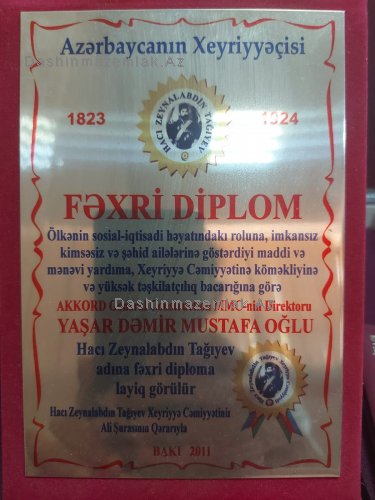 Azərbaycanın Xeyriyyəçisi
Dashinmazemlak.Az
1823
HACI ZEYNALABDİN TAĞIYEV
1924
FƏXRİ DİPLOM
Ölkənin sosial-iqtisadi həyatındakı roluna, imkansız
kimsəsiz və şəhid ailələrinə göstərdiyi maddi və
mənəvi yardıma, Xeyriyyə Cəmiyyətinə köməkliyinə
və yüksək təşkilatçılıq bacarığına görə
AKKORD MMC-nin Direktoru
Dashinmazemlak.Az
YAŞAR DƏMİR MUSTAFA OĞLU
Hacı Zeynalabdın Tağıyev
adına fəxri diploma
layiq görülür
Hacı Zeynalabdın Tağıyev Xeyriyyə Cəmiyyətinin
Ali Şurasının Qərarıyla
BAKI 2011